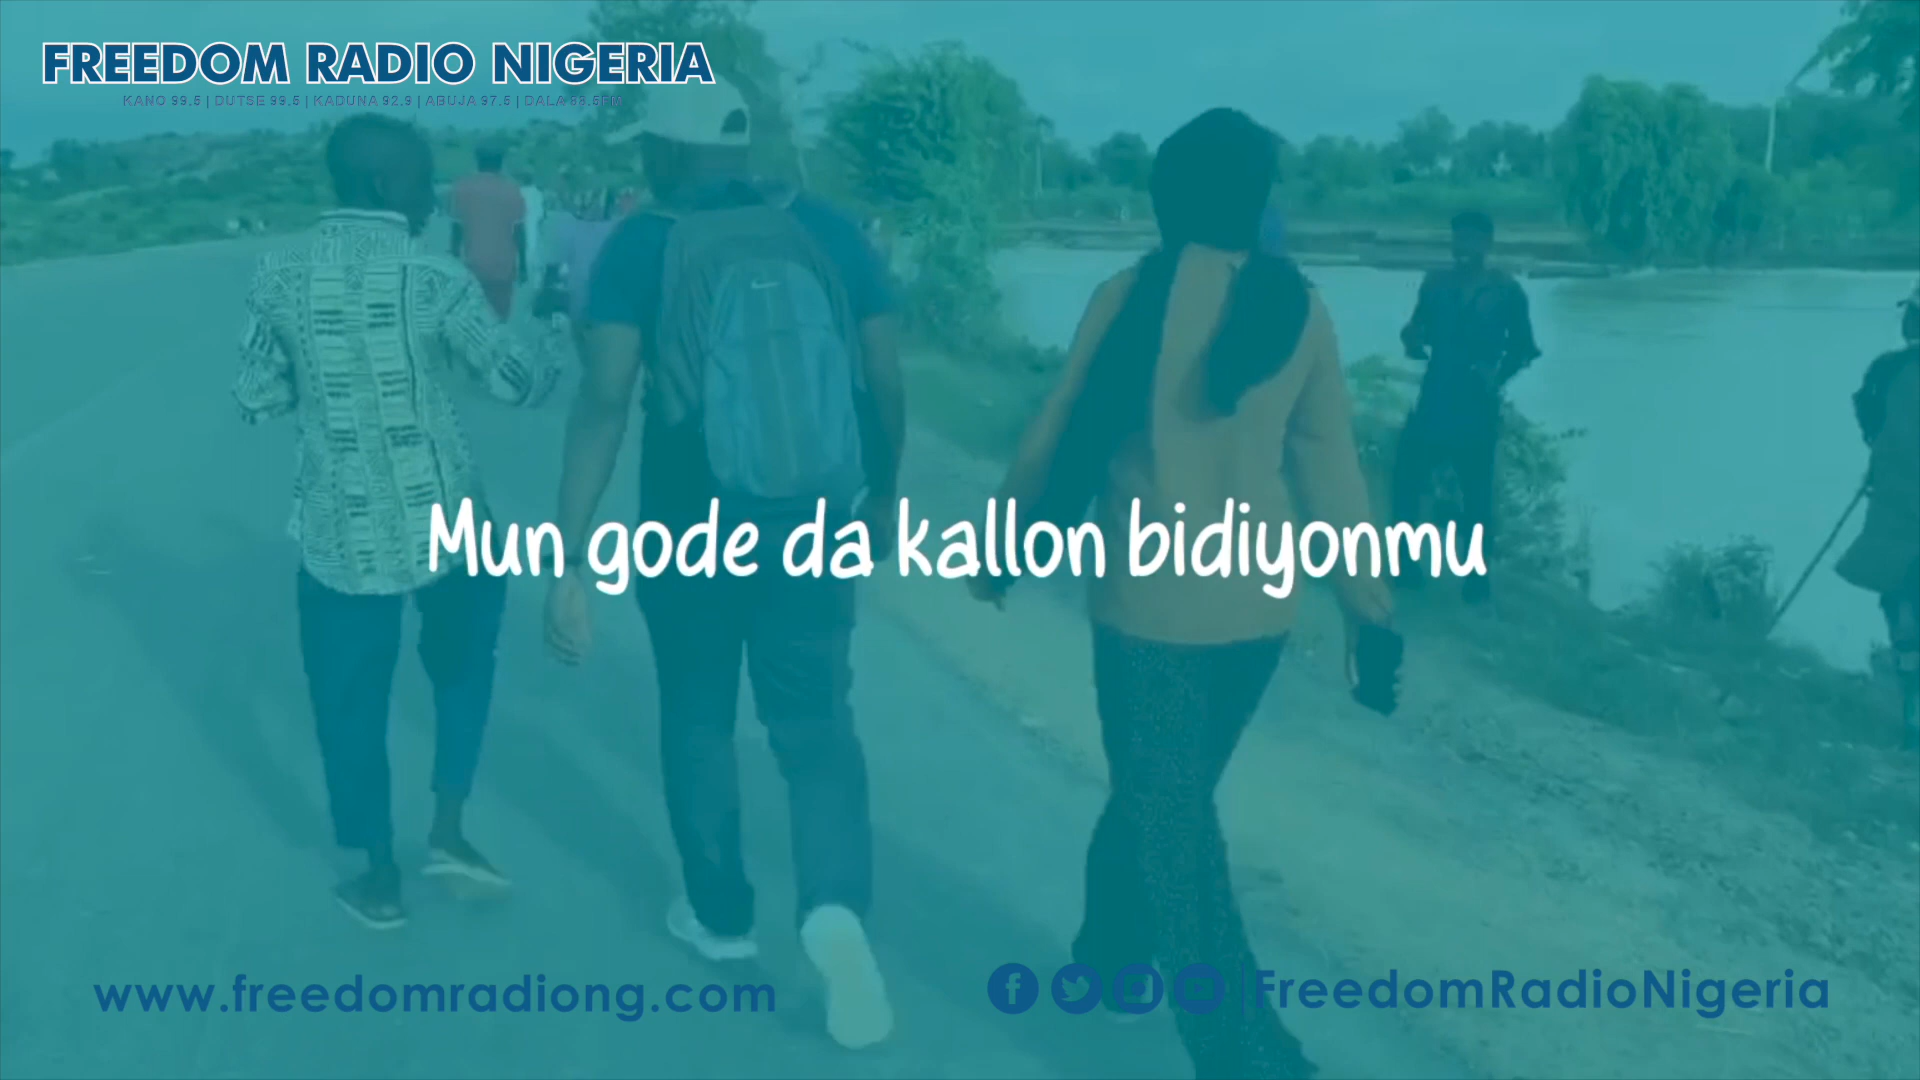 FREEDOM RADIO NIGERIA
KANO 99.5 | DUTSE 99.5 | KADUNA 92.9 | ABUJA 97.5 | DALA 88.5FM
Mun gode da kallon bidiyonmu
www.freedomradiong.com
|FreedomRadioNigeria